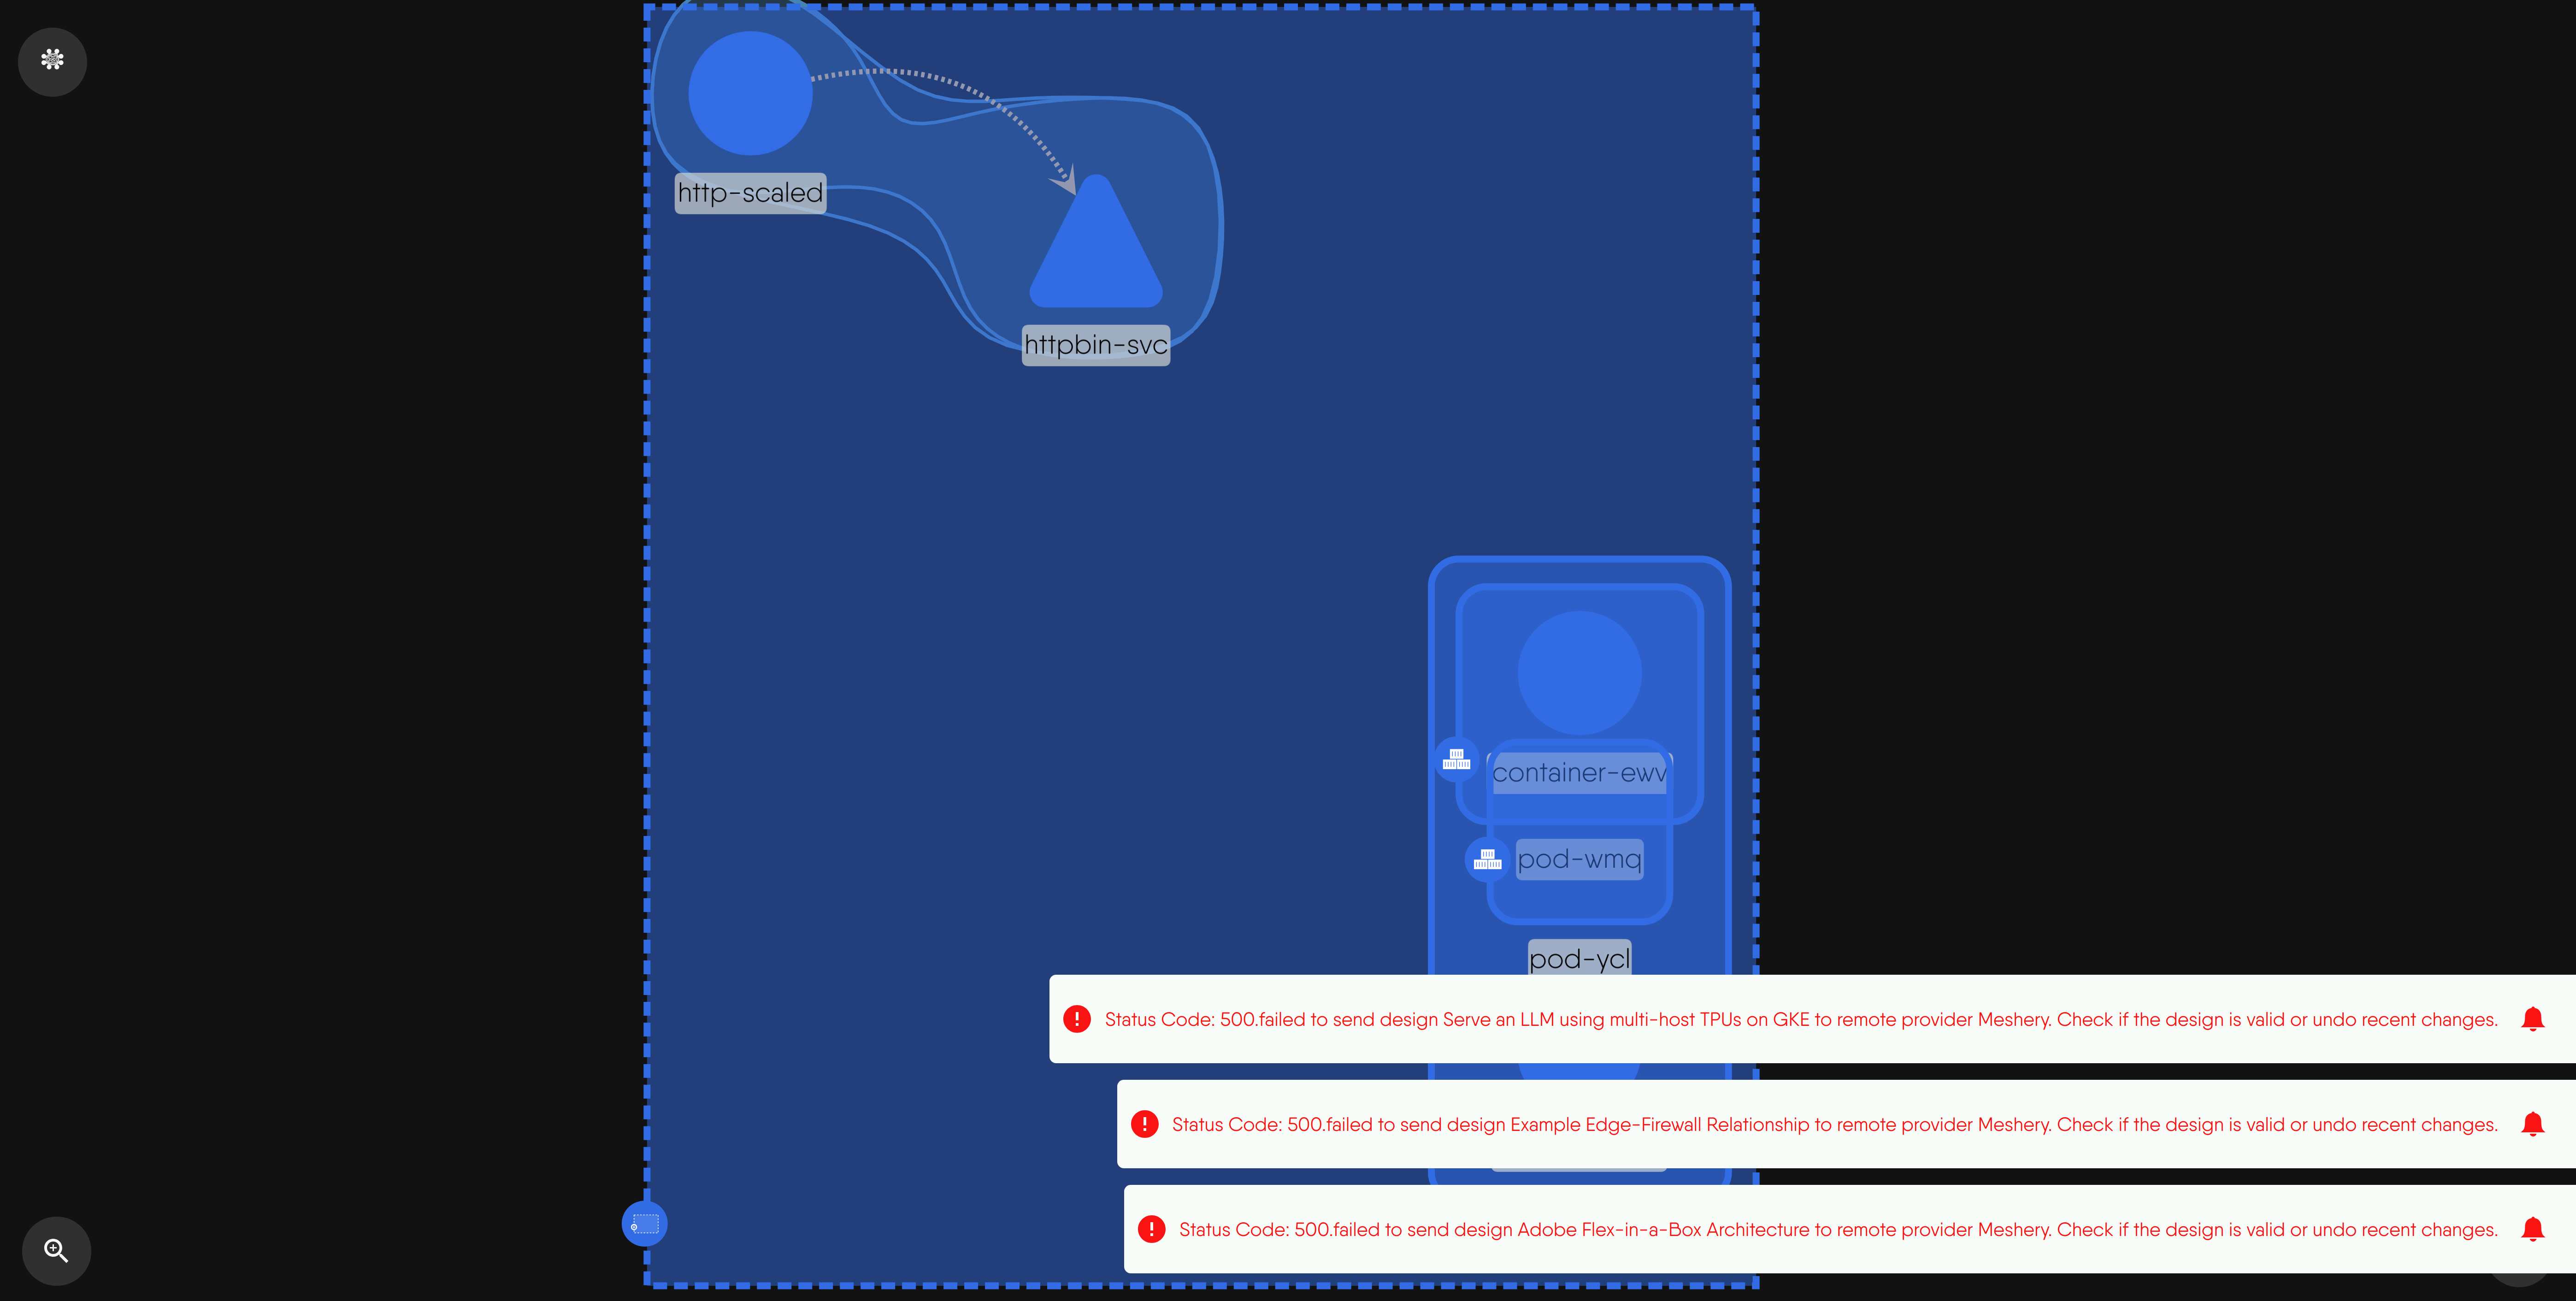 http-scaled
httpbin-svc
container-ewv
pod-wmq
pod-ycl
Status Code: 500.failed to send design Serve an LLM using multi-host TPUs on GKE to remote provider Meshery. Check if the design is valid or undo recent changes.
Status Code: 500.failed to send design Example Edge-Firewall Relationship to remote provider Meshery. Check if the design is valid or undo recent changes.
Status Code: 500.failed to send design Adobe Flex-in-a-Box Architecture to remote provider Meshery. Check if the design is valid or undo recent changes.